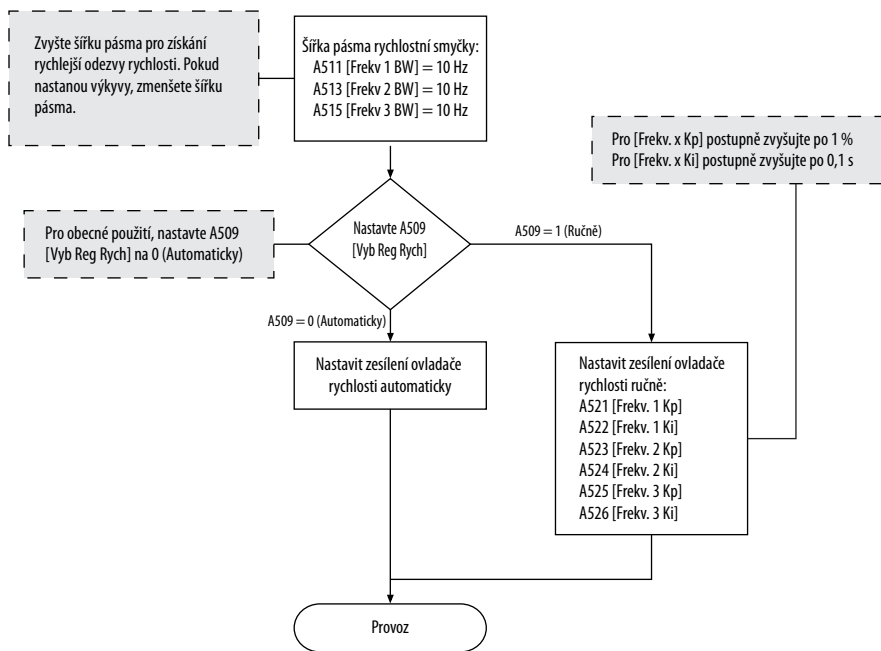 Zvyšte šířku pásma pro získání
rychlejší odezvy rychlosti. Pokud
nastanou výkyvy, zmenšete šířku
pásma.
Šířka pásma rychlostní smyčky:
A511 [Frekv 1 BW] = 10 Hz
A513 [Frekv 2 BW] = 10 Hz
A515 [Frekv 3 BW] = 10 Hz
Pro [Frekv. x Kp] postupně zvyšujte po 1 %
Pro [Frekv. x Ki] postupně zvyšujte po 0,1 s
Pro obecné použití, nastavte A509
[Vyb Reg Rych] na 0 (Automaticky)
Nastavte A509
[Vyb Reg Rych]
A509 = 1 (Ručně)
A509 = 0 (Automaticky)
Nastavit zesílení ovladače
rychlosti automaticky
Nastavit zesílení ovladače
rychlosti ručně:
A521 [Frekv. 1 Kp]
A522 [Frekv. 1 Ki]
A523 [Frekv. 2 Kp]
A524 [Frekv. 2 Ki]
A525 [Frekv. 3 Kp]
A526 [Frekv. 3 Ki]
Provoz